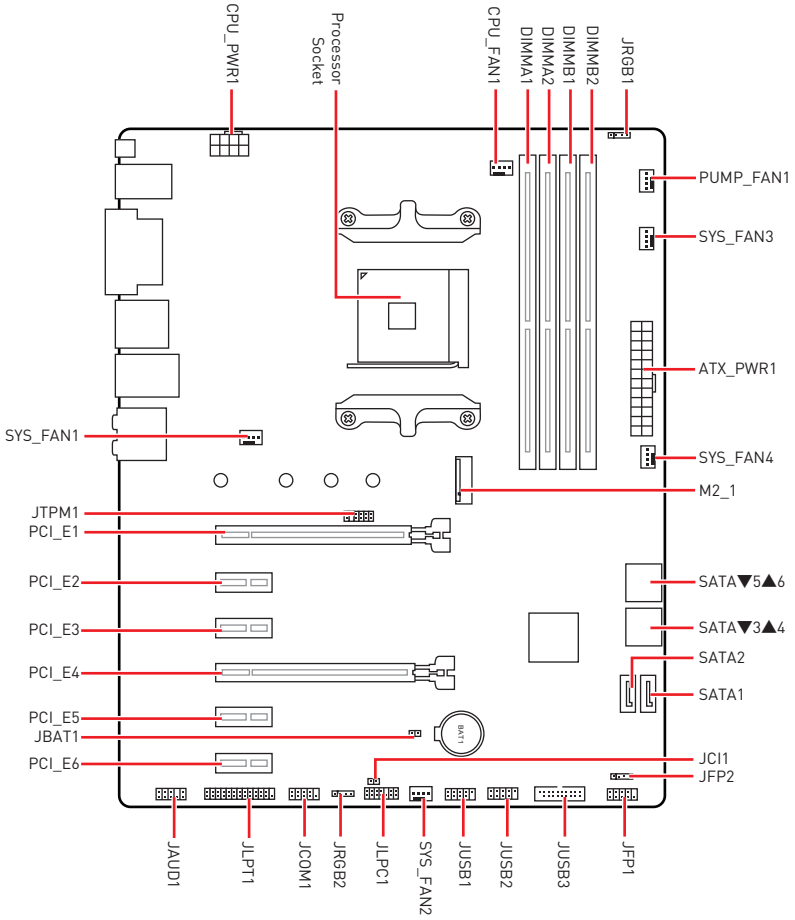 CPU_PWR1
Processor
Socket
CPU_FAN1
DIMMA1
DIMMA2
DIMMB1
DIMMB2
JRGB1
PUMP_FAN1
SYS_FAN3
ATX_PWR1
SYS_FAN1
SYS_FAN4
M2_1
JTPM1
PCI_E1
PCI_E2
SATA▼5▲6
PCI_E3
SATA▼3▲4
SATA2
PCI_E4
SATA1
PCI_E5
JBAT1
BAT1
PCI_E6
JCI1
JFP2
JAUD1
JLPT1
JCOM1
JRGB2
JLPC1
SYS_FAN2
JUSB1
JUSB2
JUSB3
JFP1